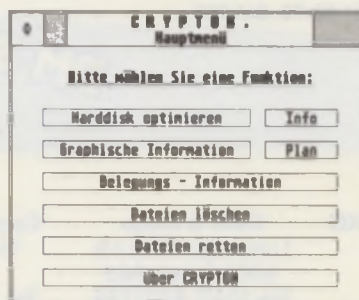 CRYPTON.
Hauptmenü
Bitte wählen Sie eine Funktion:
Harddisk optimieren Info
Graphische Information Plan
Belegungs - Information
Dateien löschen
Dateien retten
über CRYPTON